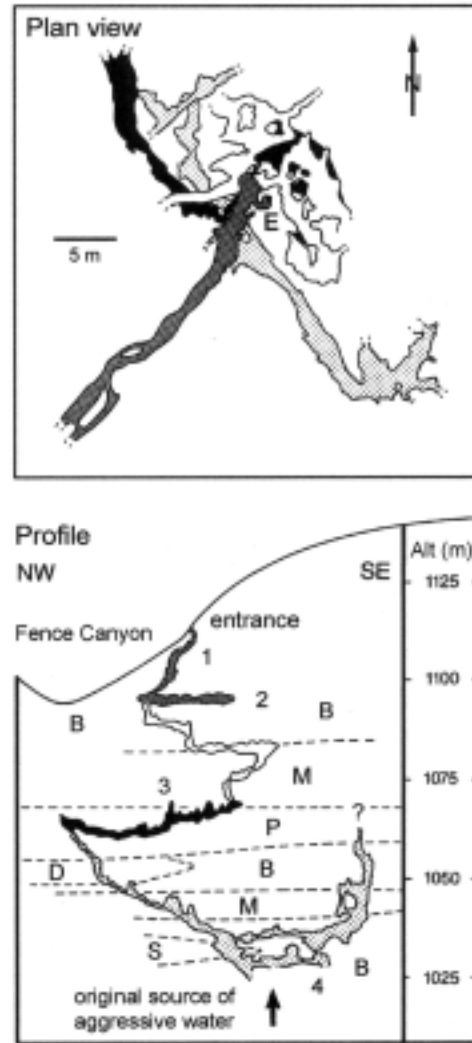 Plan view
N
5 m
E
Profile
NW
SE
Alt (m)
Fence Canyon
entrance
1125
1
1100
2
B
B
M
1075
3
?
P
D
B
1050
M
S
B
4
1025
original source of
aggressive water